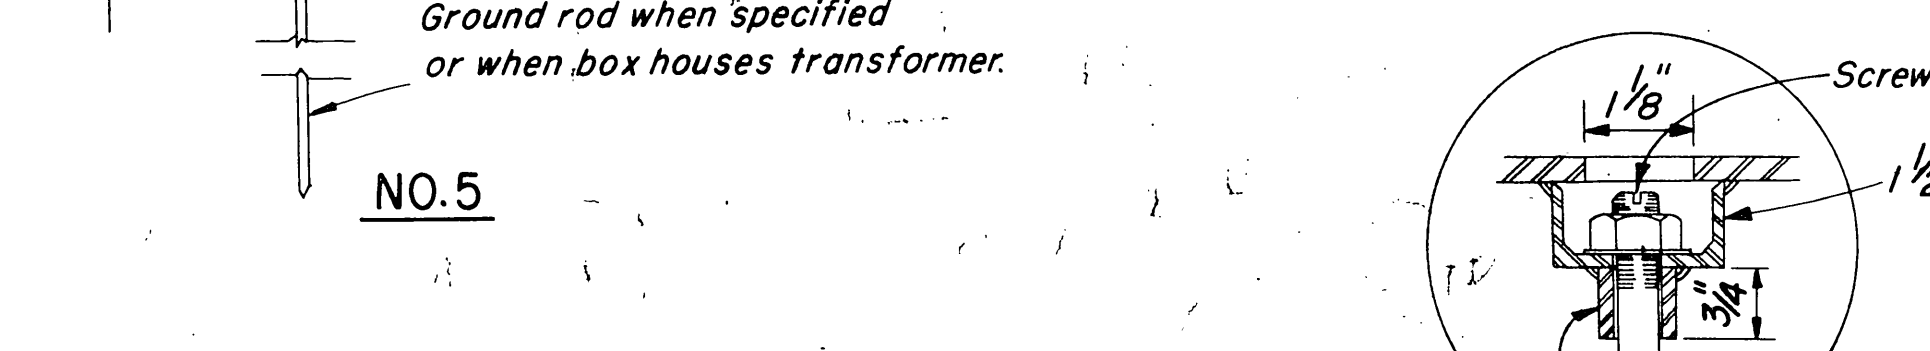 Ground rod when specified
or when box houses transformer.
NO.5
1 1/8"
Screw
3/4"